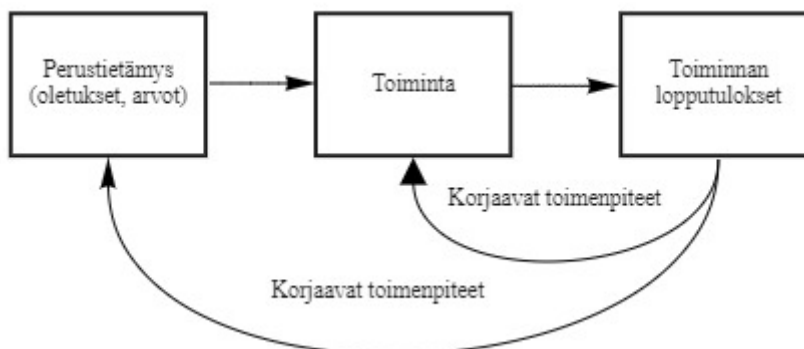 Perustietämys
(oletukset, arvot)
Toiminta
Toiminnan
lopputulokset
Korjaavat toimenpiteet
Korjaavat toimenpiteet